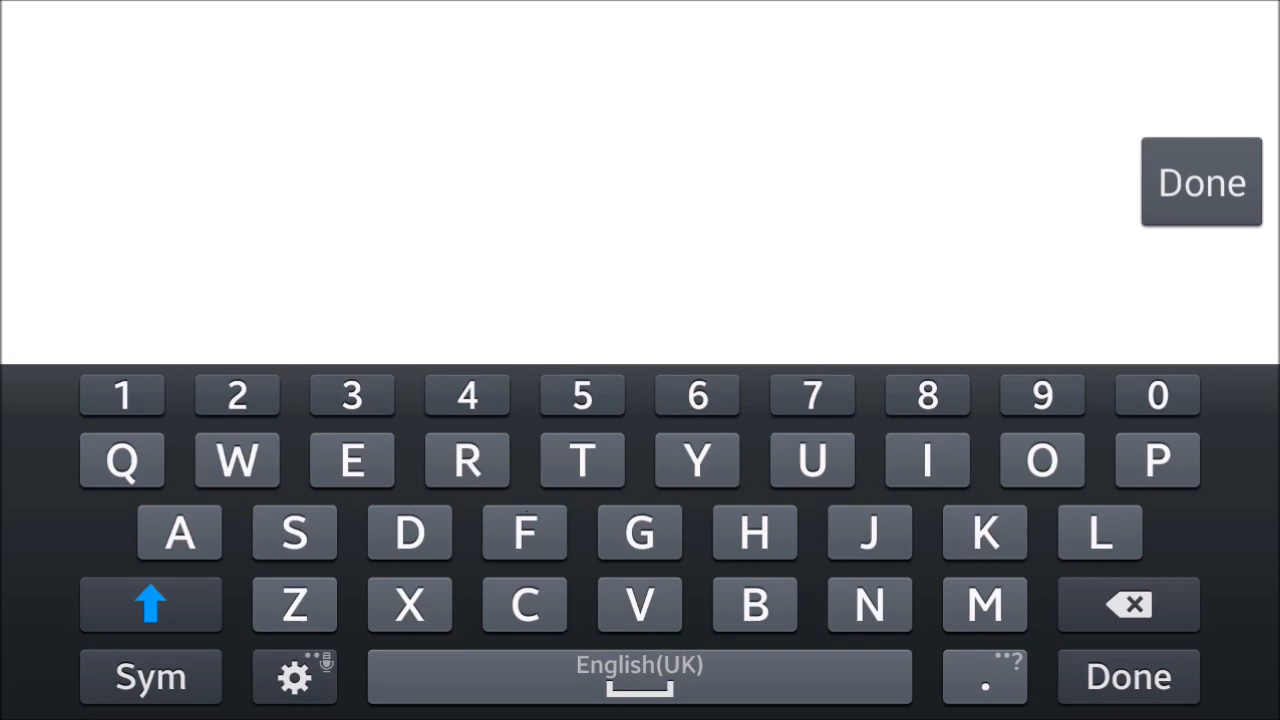 Done
1 2 3 4 5 6 7 8 9 0
Q W E R T Y U I O P
A S D F G H J K L
Z X C V B N M
Sym English(UK) . ? Done